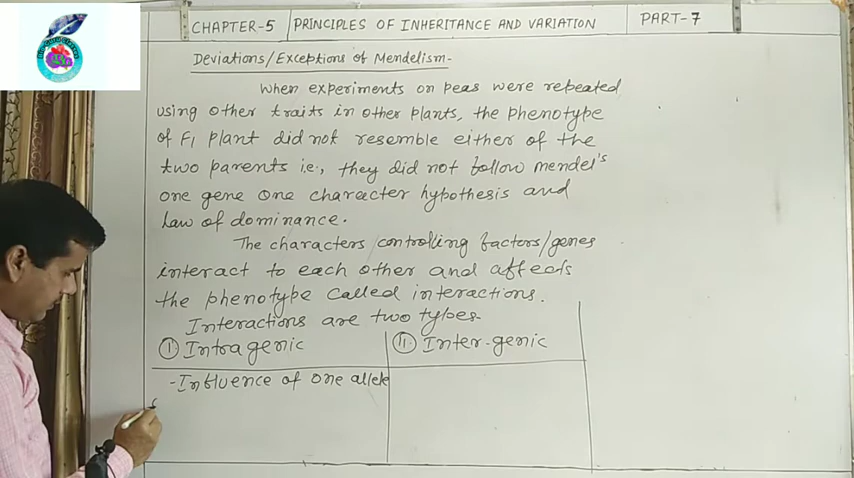 CHAPTER-5 PRINCIPLES OF INHERITANCE AND VARIATION PART-7
Deviations/Exceptions of Mendelism-
When experiments on peas were repeated
using other traits in other plants, the phenotype
of F1 plant did not resemble either of the
two parents i.e., they did not follow mendel's
one gene one character hypothesis and
law of dominance.
The characters controlling factors/genes
interact to each other and affects
the phenotype called interactions.
Interactions are two types-
(I) Intragenic (II) Inter-genic
-Influence of one allele